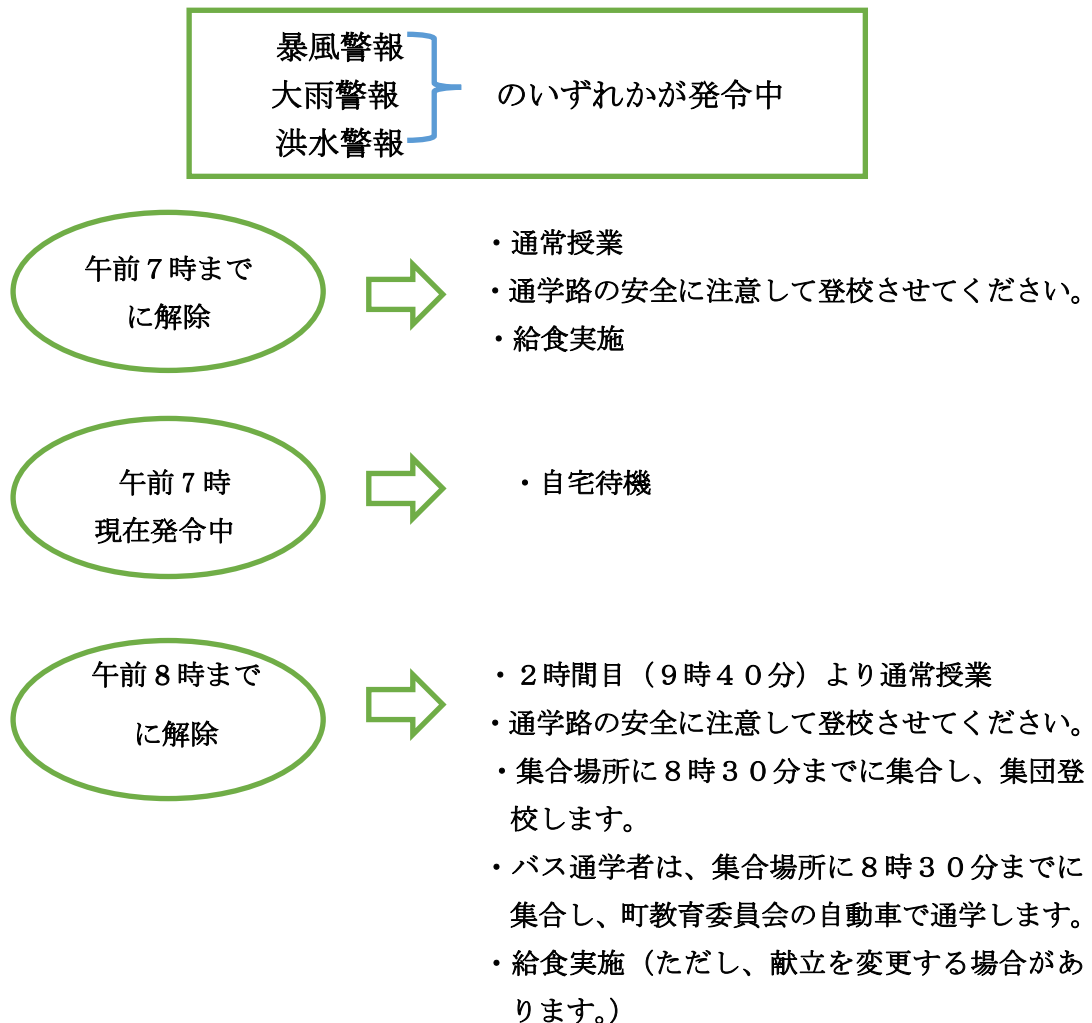 暴風警報
大雨警報
洪水警報
のいずれかが発令中
午前７時まで
に解除
・通常授業
・通学路の安全に注意して登校させてください。
・給食実施
午前７時
現在発令中
・自宅待機
午前８時まで
に解除
・２時間目（９時４０分）より通常授業
・通学路の安全に注意して登校させてください。
・集合場所に８時３０分までに集合し、集団登
校します。
・バス通学者は、集合場所に８時３０分までに
集合し、町教育委員会の自動車で通学します。
・給食実施（ただし、献立を変更する場合があ
ります。）